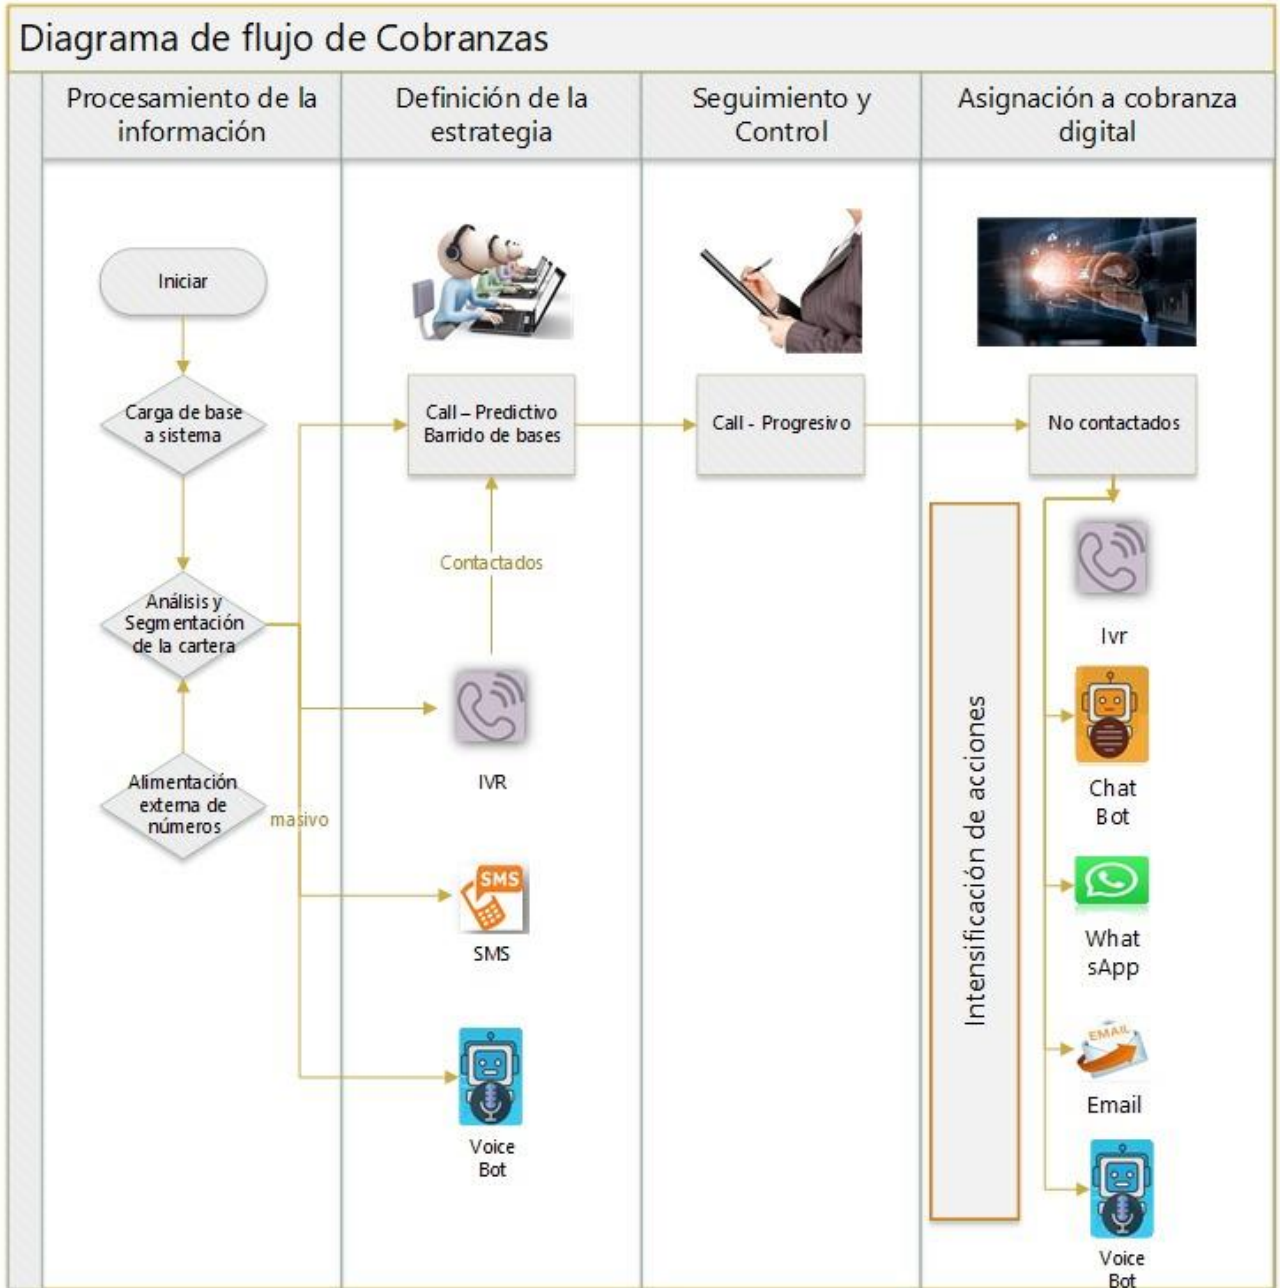 Diagrama de flujo de Cobranzas
Procesamiento de la
información
Definición de la
estrategia
Seguimiento y
Control
Asignación a cobranza
digital
Iniciar
Carga de base
a sistema
Análisis y
Segmentación
de la cartera
Alimentación
externa de
números
masivo
Call – Predictivo
Barrido de bases
Contactados
IVR
SMS
SMS
Voice
Bot
Call - Progresivo
No contactados
Intensificación de acciones
Ivr
Chat
Bot
What
sApp
EMAIL
Email
Voice
Bot